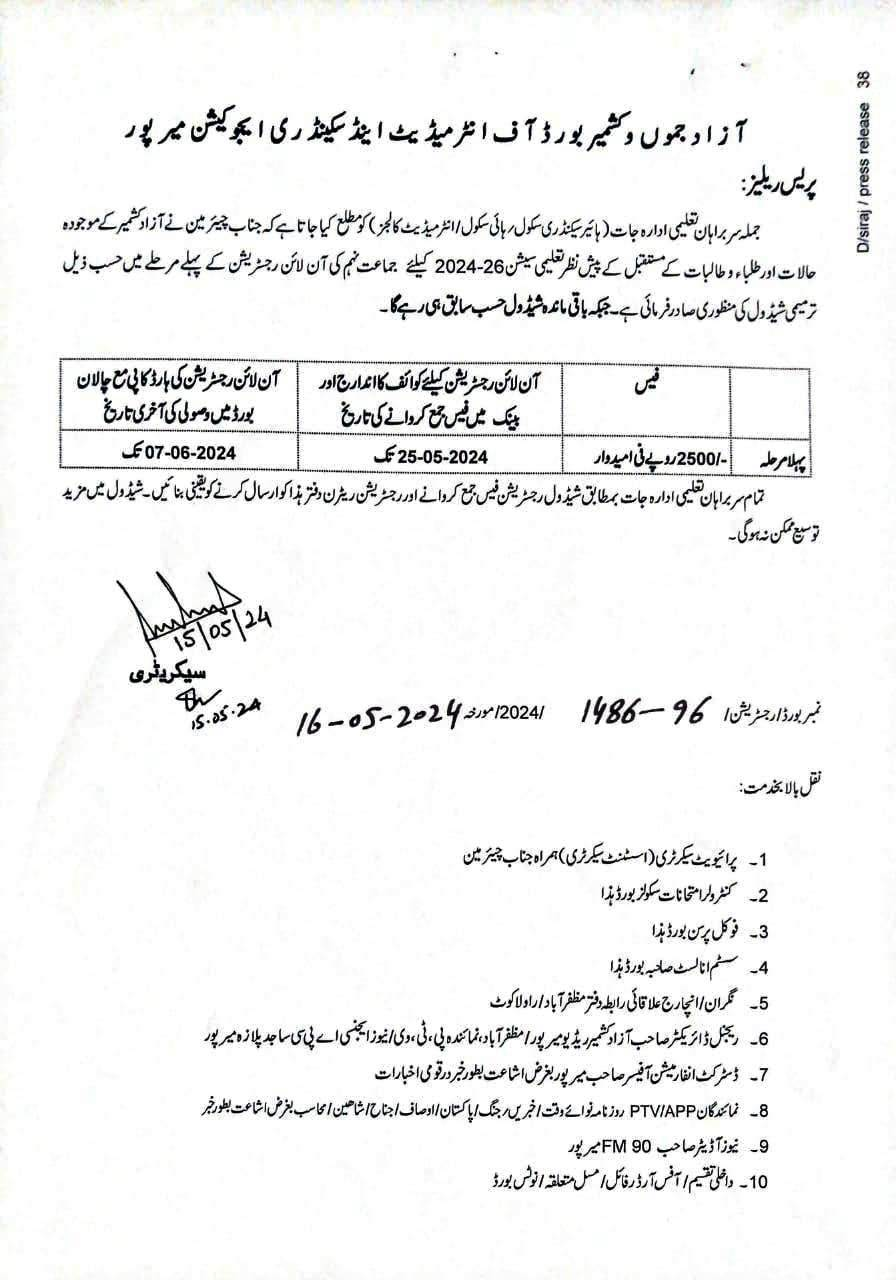 D/siraj / press release 38
آزاد جموں و کشمیر بورڈ آف انٹرمیڈیٹ اینڈ سکینڈری ایجوکیشن میرپور
پریس ریلیز:
جملہ سربراہان تعلیمی ادارہ جات (ہائیر سیکنڈری سکول/ہائی سکول/انٹرمیڈیٹ کالجز) کو مطلع کیا جاتا ہے کہ جناب چیئرمین نے آزاد کشمیر کے موجودہ
حالات اور طلباء و طالبات کے مستقبل کے پیش نظر تعلیمی سیشن 26-2024 کیلئے جماعت نہم کی آن لائن رجسٹریشن کے پہلے مرحلے میں حسب ذیل
ترمیمی شیڈول کی منظوری صادر فرمائی ہے۔ جبکہ باقی ماندہ شیڈول حسب سابق ہی رہے گا۔
فیس
آن لائن رجسٹریشن کیلئے کوائف کا اندارج اور
بینک میں فیس جمع کروانے کی تاریخ
آن لائن رجسٹریشن کی ہارڈ کاپی مع چالان
بورڈ میں وصولی کی آخری تاریخ
پہلا مرحلہ
2500/- روپے فی امیدوار
25-05-2024 تک
07-06-2024 تک
تمام سربراہان تعلیمی ادارہ جات بمطابق شیڈول رجسٹریشن فیس جمع کروانے اور رجسٹریشن ریٹرن دفتر ہذا کو ارسال کرنے کو یقینی بنائیں۔ شیڈول میں مزید
توسیع ممکن نہ ہوگی۔
15/05/24
سیکریٹری
15.05.24
نمبر بورڈ/رجسٹریشن/ 1486-96 /2024/مورخہ 16-05-2024
نقل بالا بخدمت:
1۔ پرائیویٹ سیکرٹری (اسسٹنٹ سیکرٹری) ہمراہ جناب چیئرمین
2۔ کنٹرولر امتحانات سکولز بورڈ ہذا
3۔ فوکل پرسن بورڈ ہذا
4۔ سسٹم انالسٹ صاحبہ بورڈ ہذا
5۔ نگران/انچارج علاقائی رابطہ دفتر مظفرآباد/راولاکوٹ
6۔ ریجنل ڈائریکٹر صاحب آزاد کشمیر ریڈیو میرپور/مظفرآباد، نمائندہ پی، ٹی، وی/نیوز ایجنسی اے پی سی ساجد پلازہ میرپور
7۔ ڈسٹرکٹ انفارمیشن آفیسر صاحب میرپور بغرض اشاعت بطور خبر در قومی اخبارات
8۔ نمائندگان PTV/APP روزنامہ نوائے وقت/خبریں/جنگ/پاکستان/اوصاف/جناح/شاھین/محاسب بغرض اشاعت بطور خبر
9۔ نیوز آڈیٹر صاحب FM 90 میرپور
10۔ داخلی تقسیم/آفس آرڈر فائل/مسل متعلقہ/نوٹس بورڈ